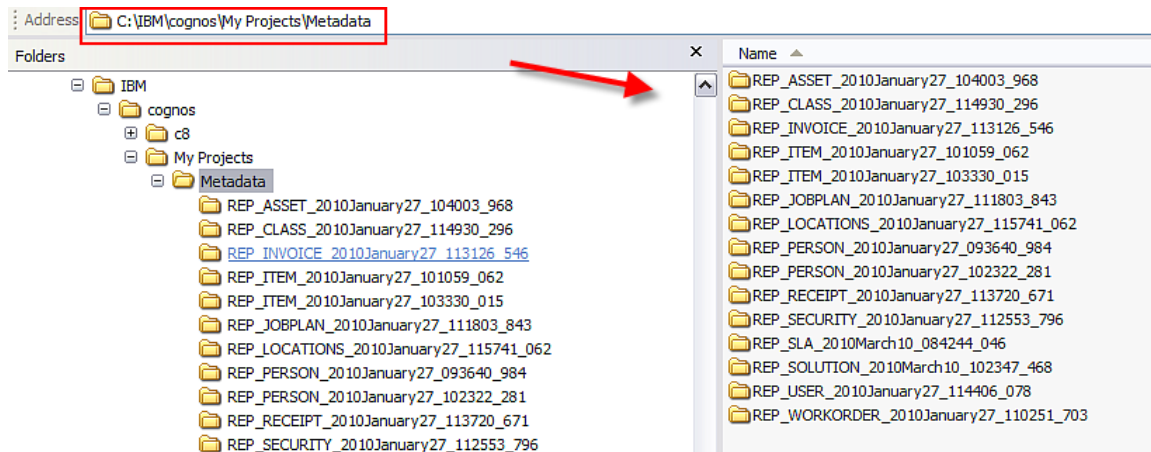 Address C:\IBM\cognos\My Projects\Metadata
Folders
IBM
cognos
c8
My Projects
Metadata
REP_ASSET_2010January27_104003_968
REP_CLASS_2010January27_114930_296
REP_INVOICE_2010January27_113126_546
REP_ITEM_2010January27_101059_062
REP_ITEM_2010January27_103330_015
REP_JOBPLAN_2010January27_111803_843
REP_LOCATIONS_2010January27_115741_062
REP_PERSON_2010January27_093640_984
REP_PERSON_2010January27_102322_281
REP_RECEIPT_2010January27_113720_671
REP_SECURITY_2010January27_112553_796
Name
REP_ASSET_2010January27_104003_968
REP_CLASS_2010January27_114930_296
REP_INVOICE_2010January27_113126_546
REP_ITEM_2010January27_101059_062
REP_ITEM_2010January27_103330_015
REP_JOBPLAN_2010January27_111803_843
REP_LOCATIONS_2010January27_115741_062
REP_PERSON_2010January27_093640_984
REP_PERSON_2010January27_102322_281
REP_RECEIPT_2010January27_113720_671
REP_SECURITY_2010January27_112553_796
REP_SLA_2010March10_084244_046
REP_SOLUTION_2010March10_102347_468
REP_USER_2010January27_114406_078
REP_WORKORDER_2010January27_110251_703